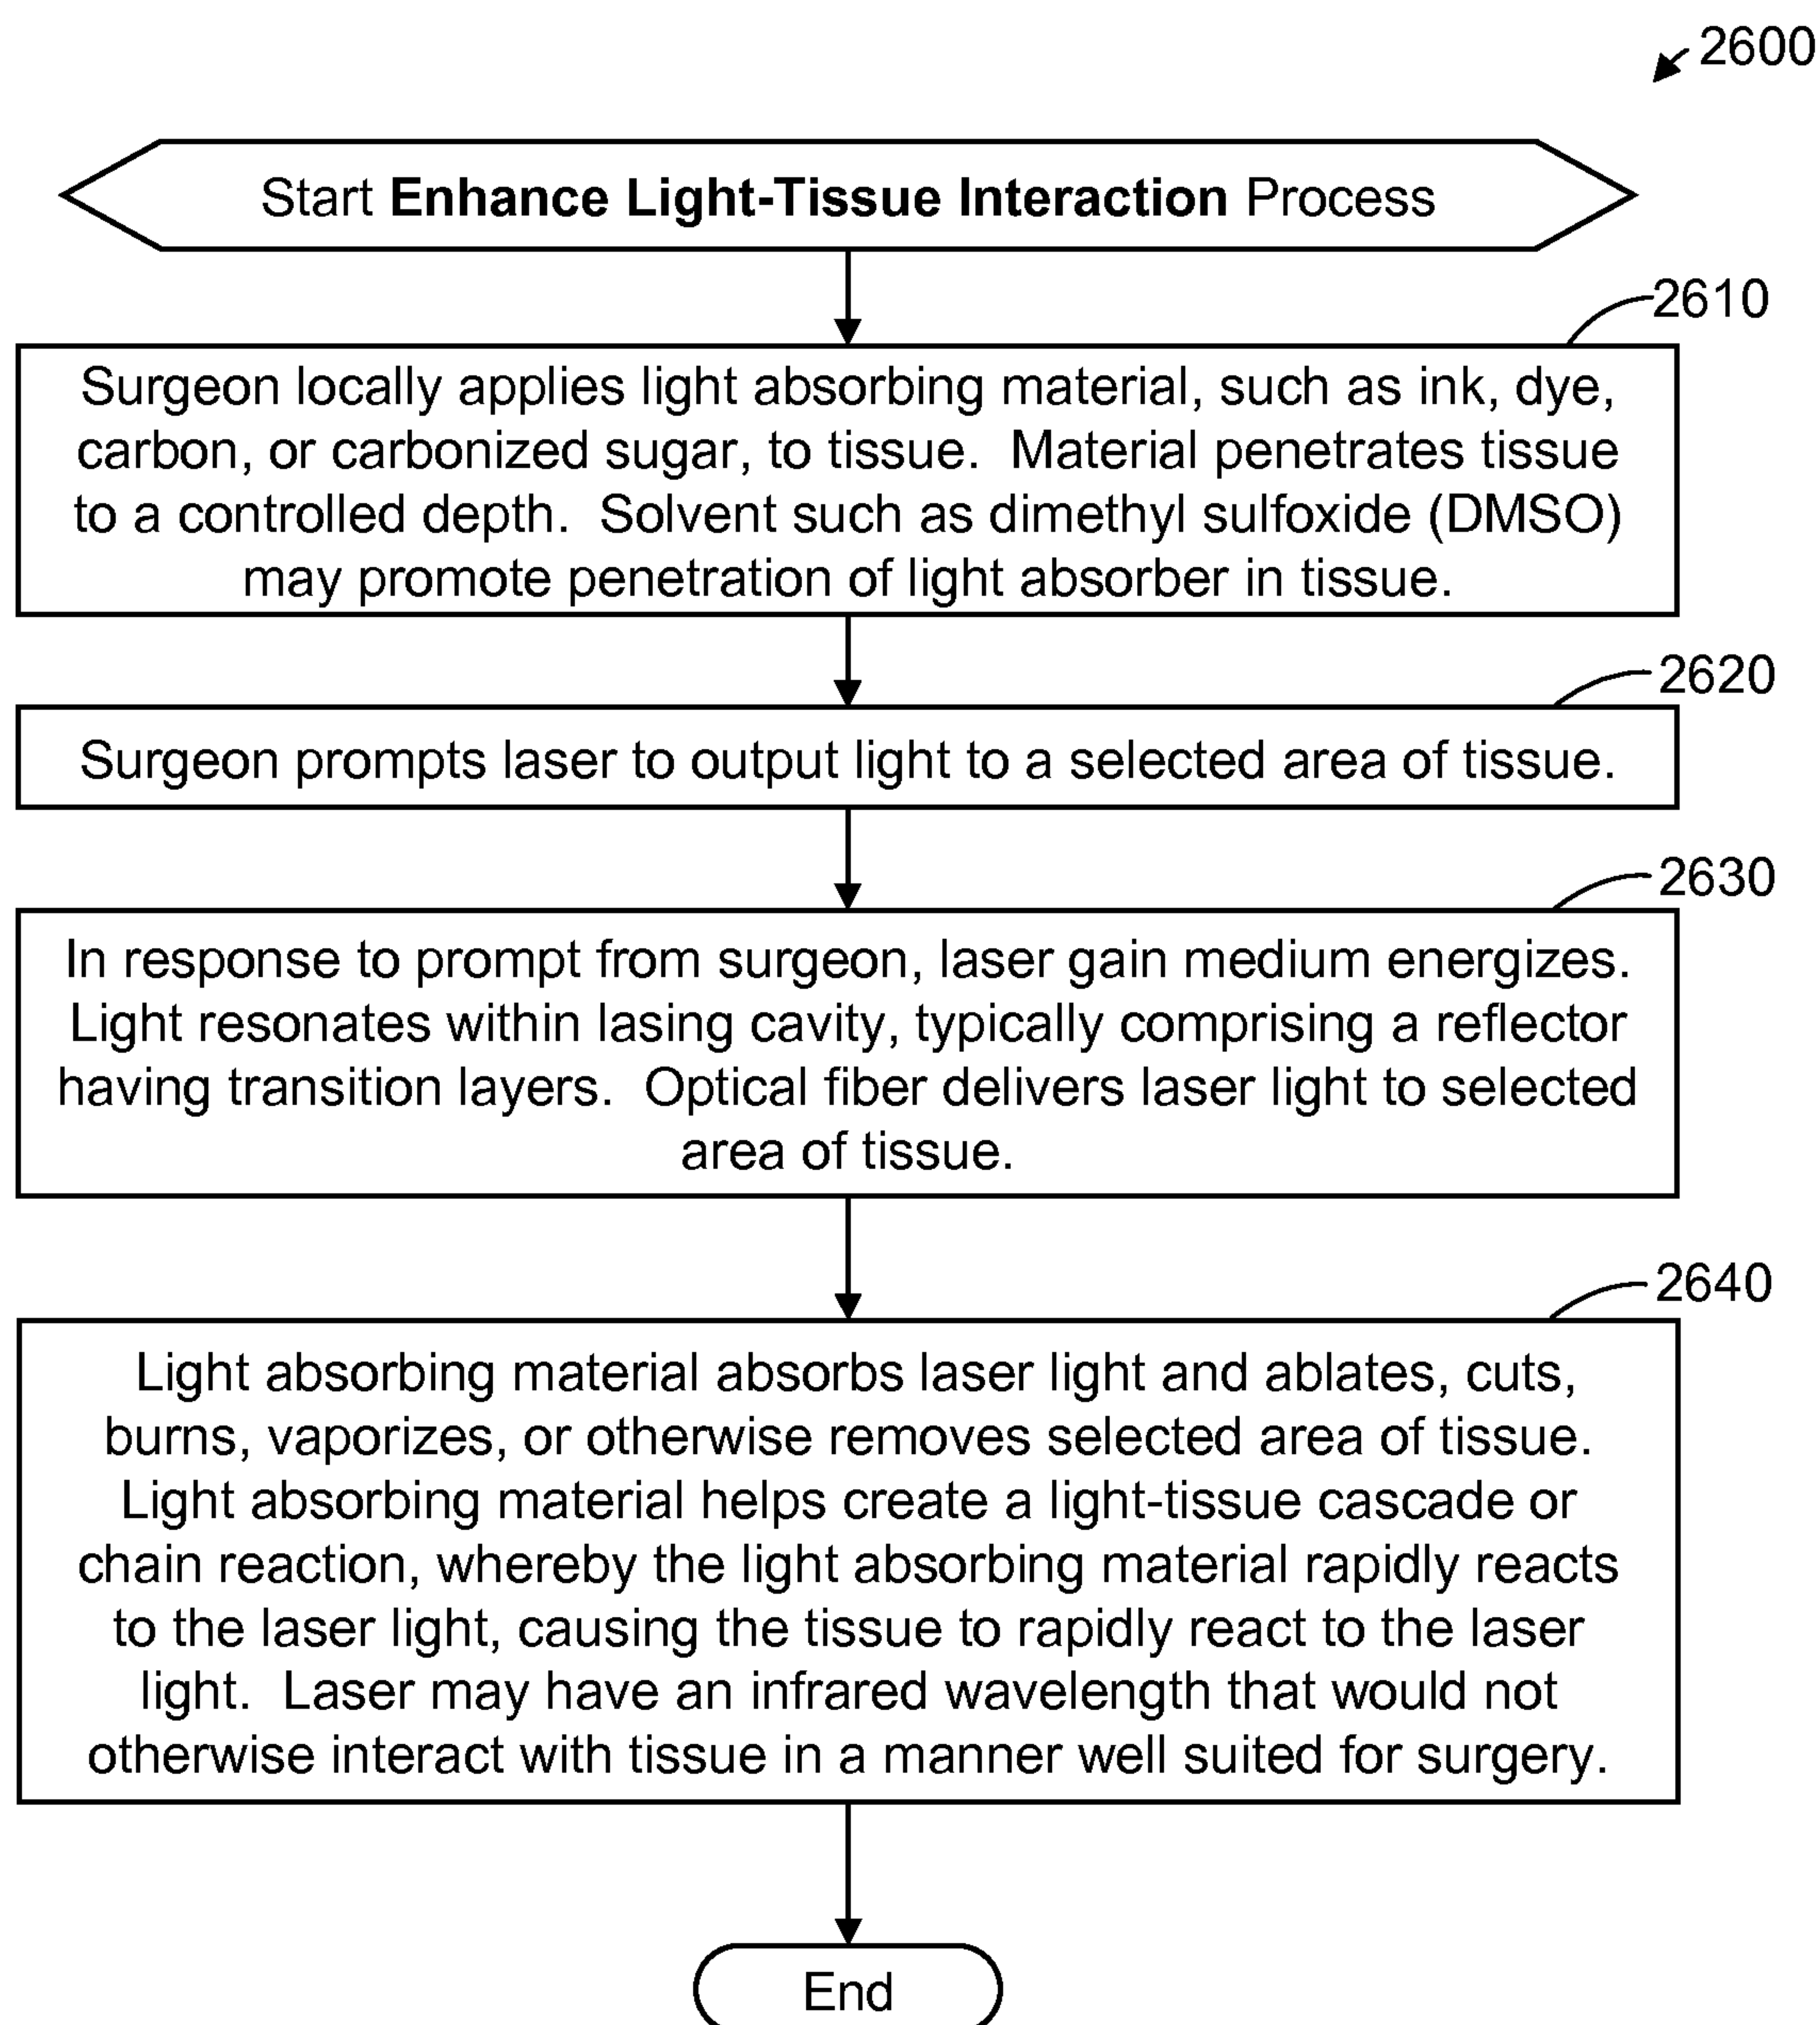 2600
Start Enhance Light-Tissue Interaction Process
2610
Surgeon locally applies light absorbing material, such as ink, dye,
carbon, or carbonized sugar, to tissue.  Material penetrates tissue
to a controlled depth.  Solvent such as dimethyl sulfoxide (DMSO)
may promote penetration of light absorber in tissue.
2620
Surgeon prompts laser to output light to a selected area of tissue.
2630
In response to prompt from surgeon, laser gain medium energizes.
Light resonates within lasing cavity, typically comprising a reflector
having transition layers.  Optical fiber delivers laser light to selected
area of tissue.
2640
Light absorbing material absorbs laser light and ablates, cuts,
burns, vaporizes, or otherwise removes selected area of tissue.
Light absorbing material helps create a light-tissue cascade or
chain reaction, whereby the light absorbing material rapidly reacts
to the laser light, causing the tissue to rapidly react to the laser
light.  Laser may have an infrared wavelength that would not
otherwise interact with tissue in a manner well suited for surgery.
End